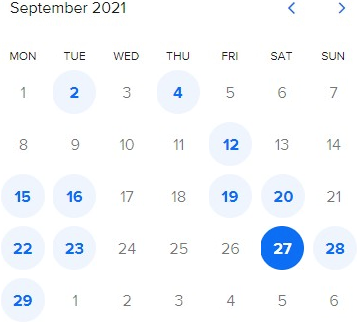 September 2021
MON TUE WED THU FRI SAT SUN
1 2 3 4 5 6 7
8 9 10 11 12 13 14
15 16 17 18 19 20 21
22 23 24 25 26 27 28
29 1 2 3 4 5 6